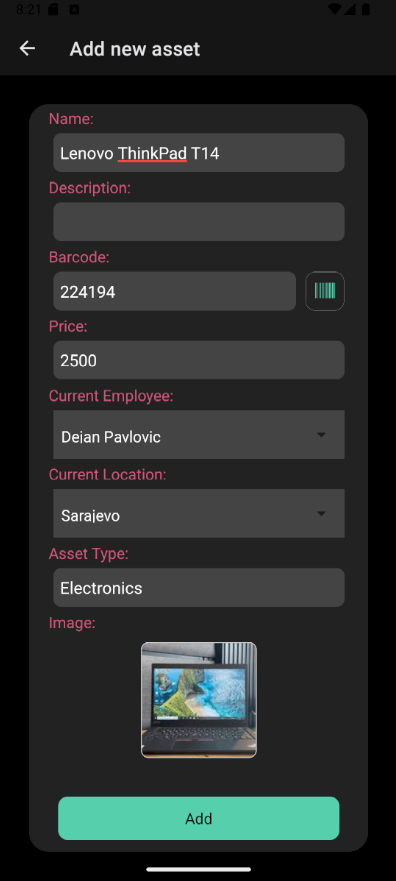 8:21
Add new asset
Name:
Lenovo ThinkPad T14
Description:
Barcode:
224194
Price:
2500
Current Employee:
Dejan Pavlovic
Current Location:
Sarajevo
Asset Type:
Electronics
Image:
Add